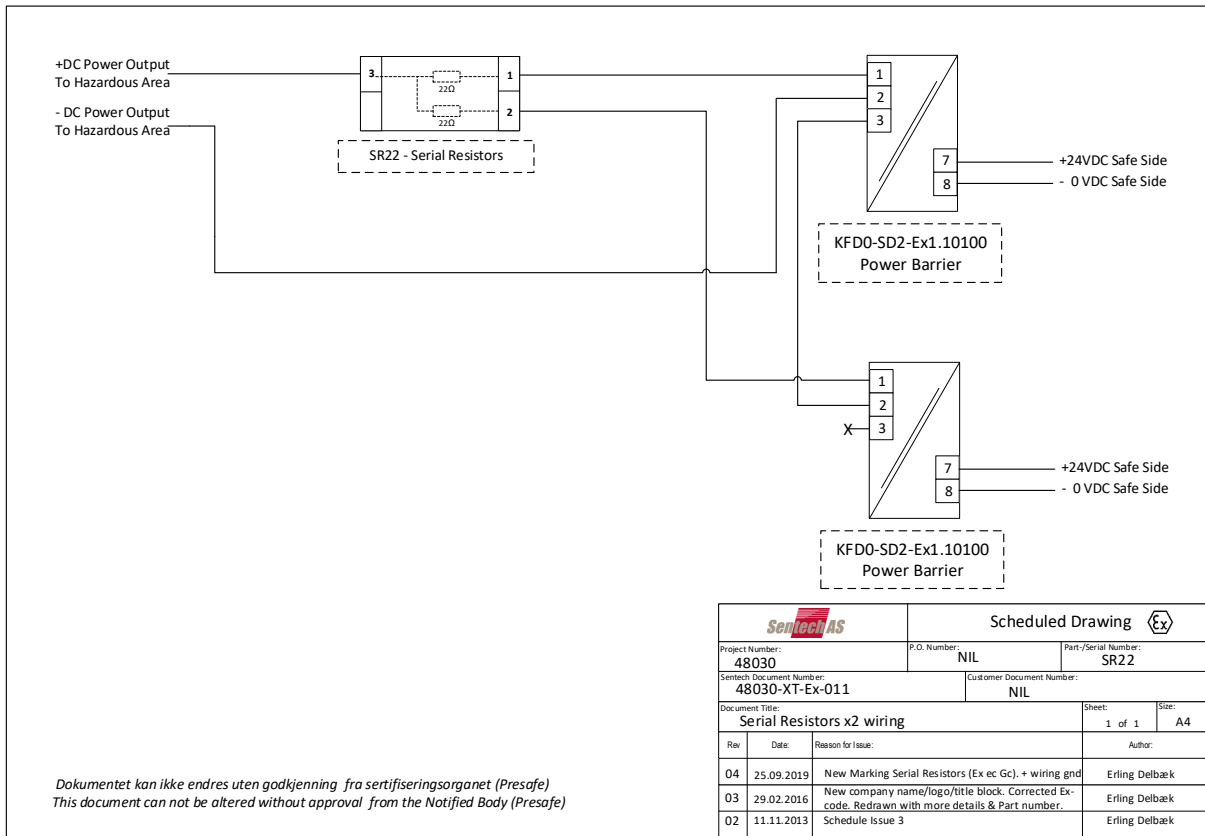 +DC Power Output
To Hazardous Area
- DC Power Output
To Hazardous Area
3
1
2
22Ω
22Ω
SR22 - Serial Resistors
1
2
3
7
8
+24VDC Safe Side
- 0 VDC Safe Side
KFD0-SD2-Ex1.10100
Power Barrier
1
2
3
X
7
8
+24VDC Safe Side
- 0 VDC Safe Side
KFD0-SD2-Ex1.10100
Power Barrier
Sentech AS
Scheduled Drawing Ex
Project Number:
48030
P.O. Number:
NIL
Part-/Serial Number:
SR22
Sentech Document Number:
48030-XT-Ex-011
Customer Document Number:
NIL
Document Title:
Serial Resistors x2 wiring
Sheet:
1 of 1
Size:
A4
Rev Date: Reason for Issue: Author:
04 25.09.2019 New Marking Serial Resistors (Ex ec Gc). + wiring gnd Erling Delbæk
03 29.02.2016 New company name/logo/title block. Corrected Ex-
code. Redrawn with more details & Part number. Erling Delbæk
02 11.11.2013 Schedule Issue 3 Erling Delbæk
Dokumentet kan ikke endres uten godkjenning fra sertifiseringsorganet (Presafe)
This document can not be altered without approval from the Notified Body (Presafe)